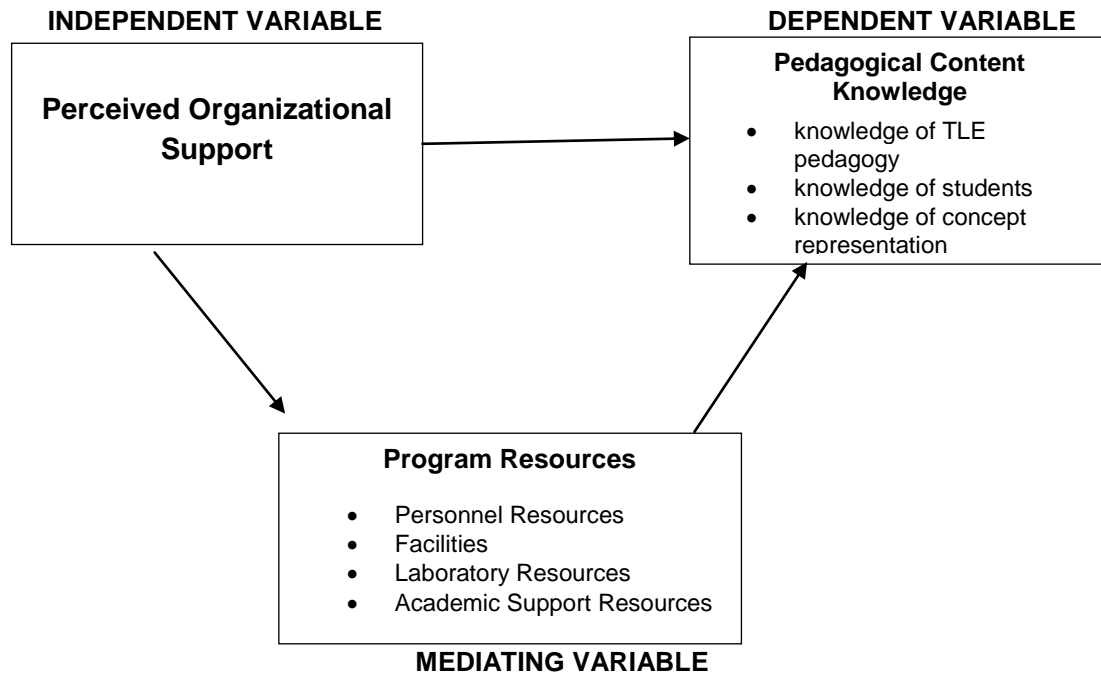 INDEPENDENT VARIABLE
Perceived Organizational
Support
DEPENDENT VARIABLE
Pedagogical Content
Knowledge
• knowledge of TLE
pedagogy
• knowledge of students
• knowledge of concept
representation
Program Resources
• Personnel Resources
• Facilities
• Laboratory Resources
• Academic Support Resources
MEDIATING VARIABLE